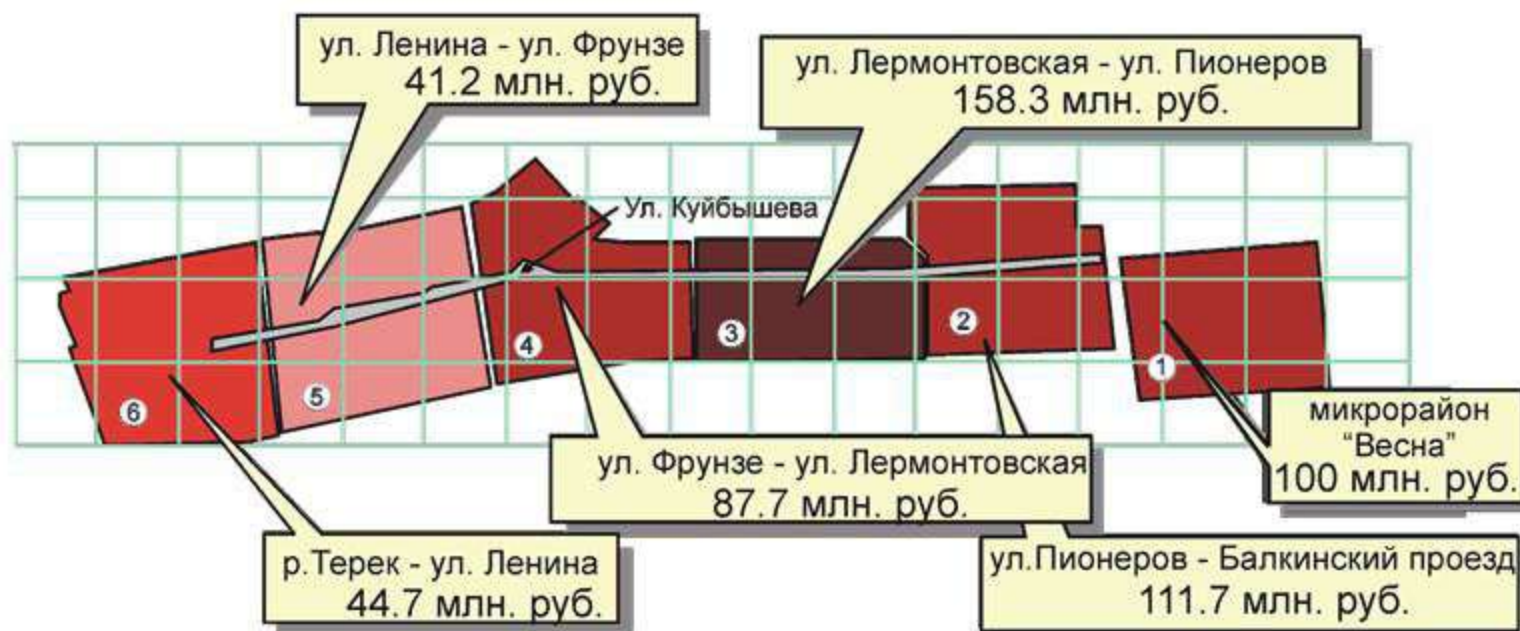 ул. Ленина - ул. Фрунзе
41.2 млн. руб.
ул. Лермонтовская - ул. Пионеров
158.3 млн. руб.
Ул. Куйбышева
6
5
4
3
2
1
ул. Фрунзе - ул. Лермонтовская
87.7 млн. руб.
микрорайон
"Весна"
100 млн. руб.
р.Терек - ул. Ленина
44.7 млн. руб.
ул.Пионеров - Балкинский проезд
111.7 млн. руб.